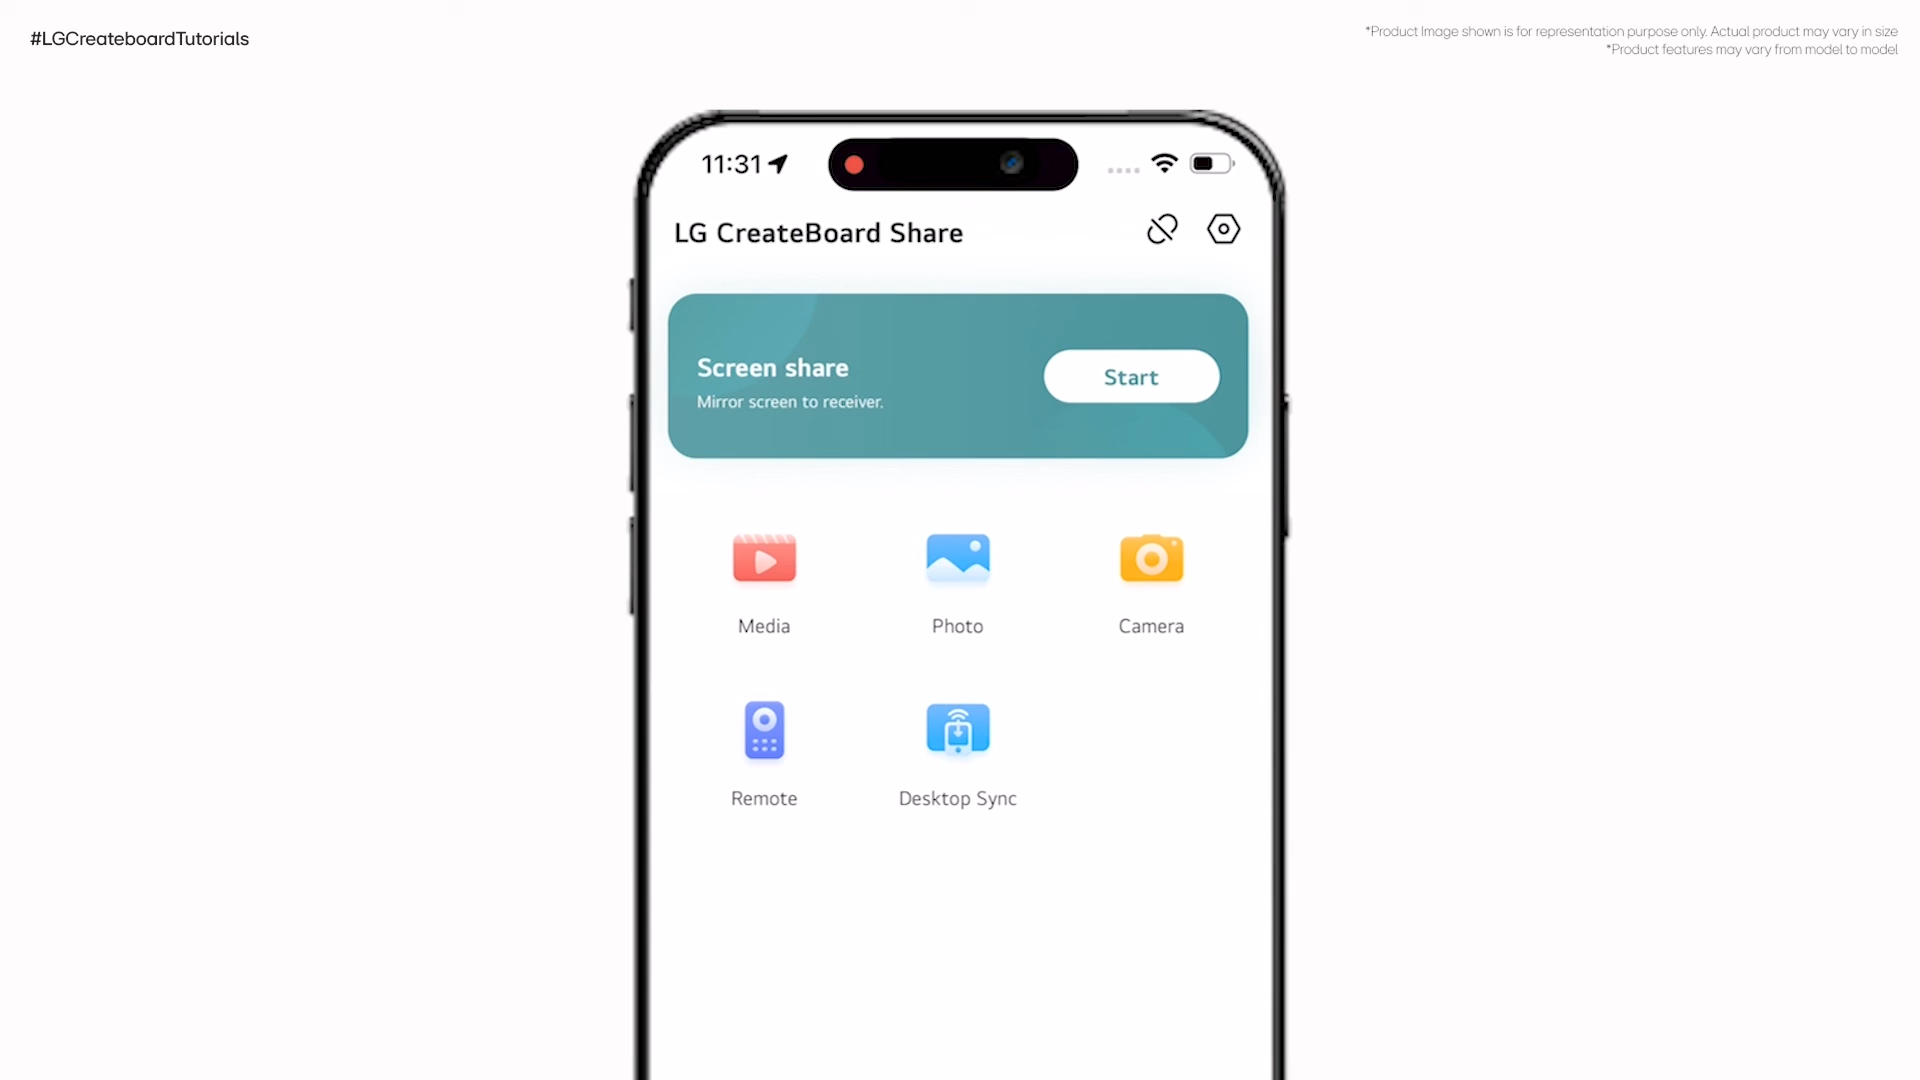 #LGCreateboardTutorials
*Product Image shown is for representation purpose only. Actual product may vary in size
*Product features may vary from model to model
11:31
LG CreateBoard Share
Screen share
Mirror screen to receiver.
Start
Media
Photo
Camera
Remote
Desktop Sync